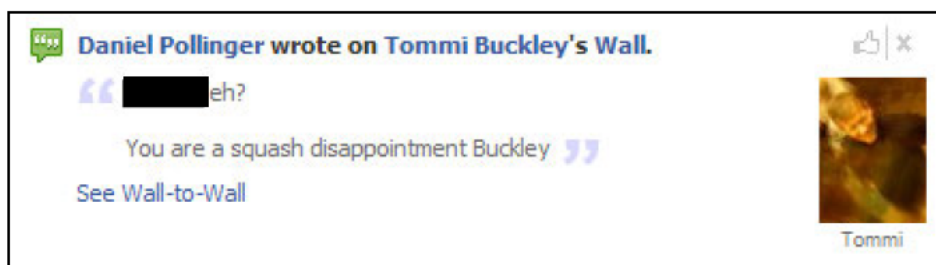 Daniel Pollinger wrote on Tommi Buckley's Wall.
eh?
You are a squash disappointment Buckley
See Wall-to-Wall
Tommi